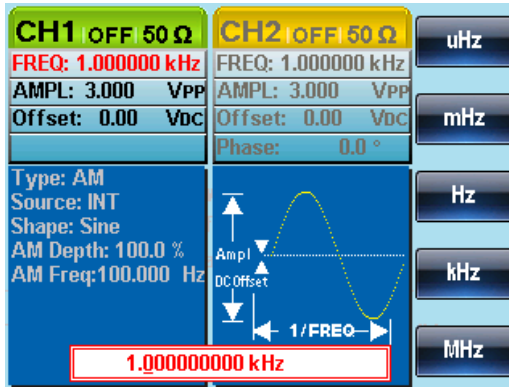 CH1 OFF 50 Ω
FREQ: 1.000000 kHz
AMPL: 3.000 VPP
Offset: 0.00 VDC
CH2 OFF 50 Ω
FREQ: 1.000000 kHz
AMPL: 3.000 VPP
Offset: 0.00 VDC
Phase: 0.0 °
Type: AM
Source: INT
Shape: Sine
AM Depth: 100.0 %
AM Freq:100.000 Hz
Ampl
DC Offset
1/FREQ
1.000000000 kHz
uHz
mHz
Hz
kHz
MHz